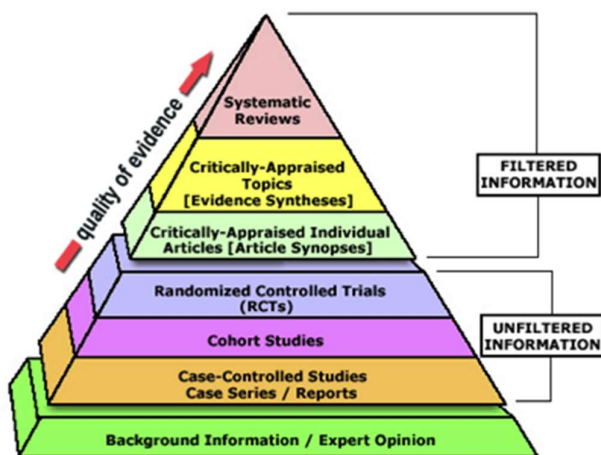 quality of evidence
Systematic
Reviews
Critically-Appraised
Topics
[Evidence Syntheses]
Critically-Appraised Individual
Articles [Article Synopses]
FILTERED
INFORMATION
Randomized Controlled Trials
(RCTs)
Cohort Studies
Case-Controlled Studies
Case Series / Reports
UNFILTERED
INFORMATION
Background Information / Expert Opinion